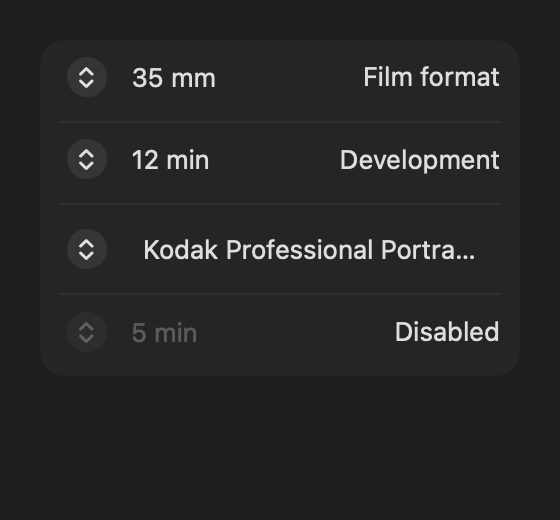 35 mm Film format
12 min Development
Kodak Professional Portra...
5 min Disabled